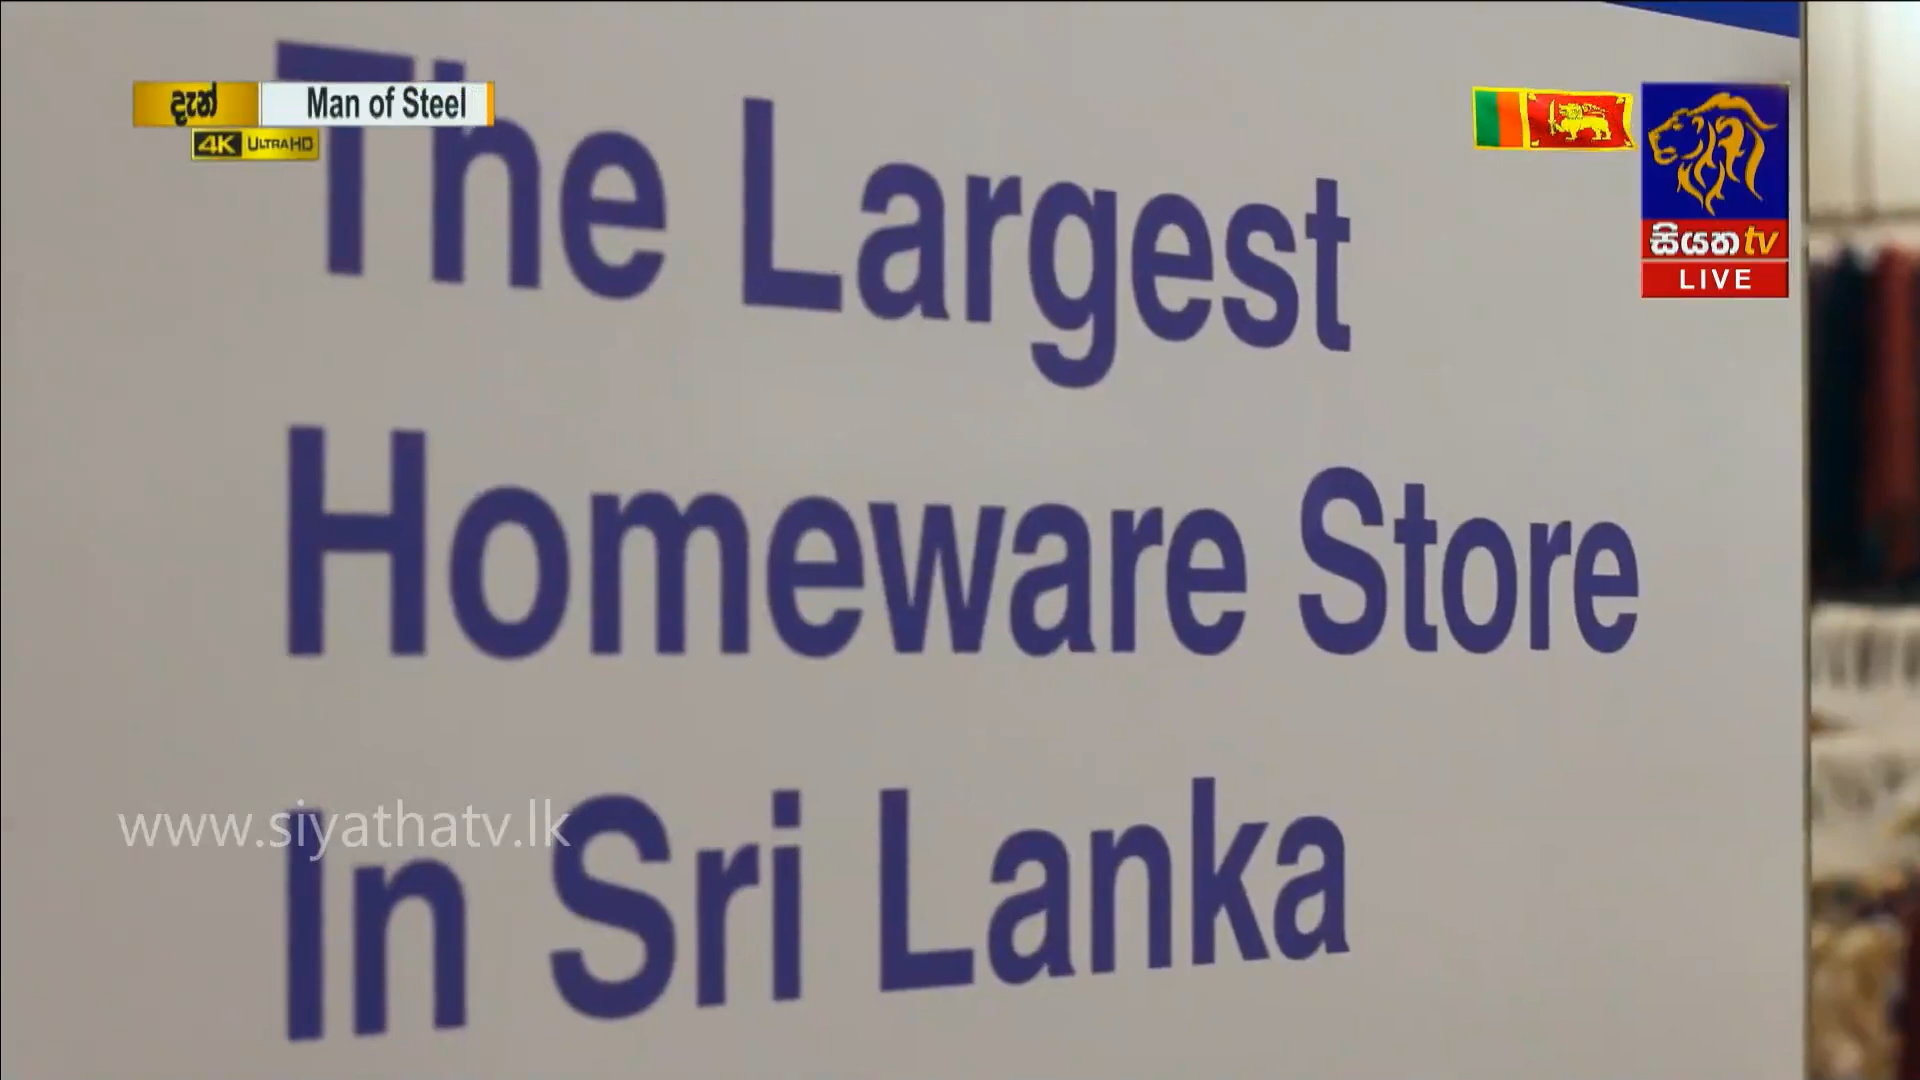 දැන් Man of Steel
4K ULTRA HD
සියත tv
LIVE
The Largest
Homeware Store
In Sri Lanka
www.siyathatv.lk